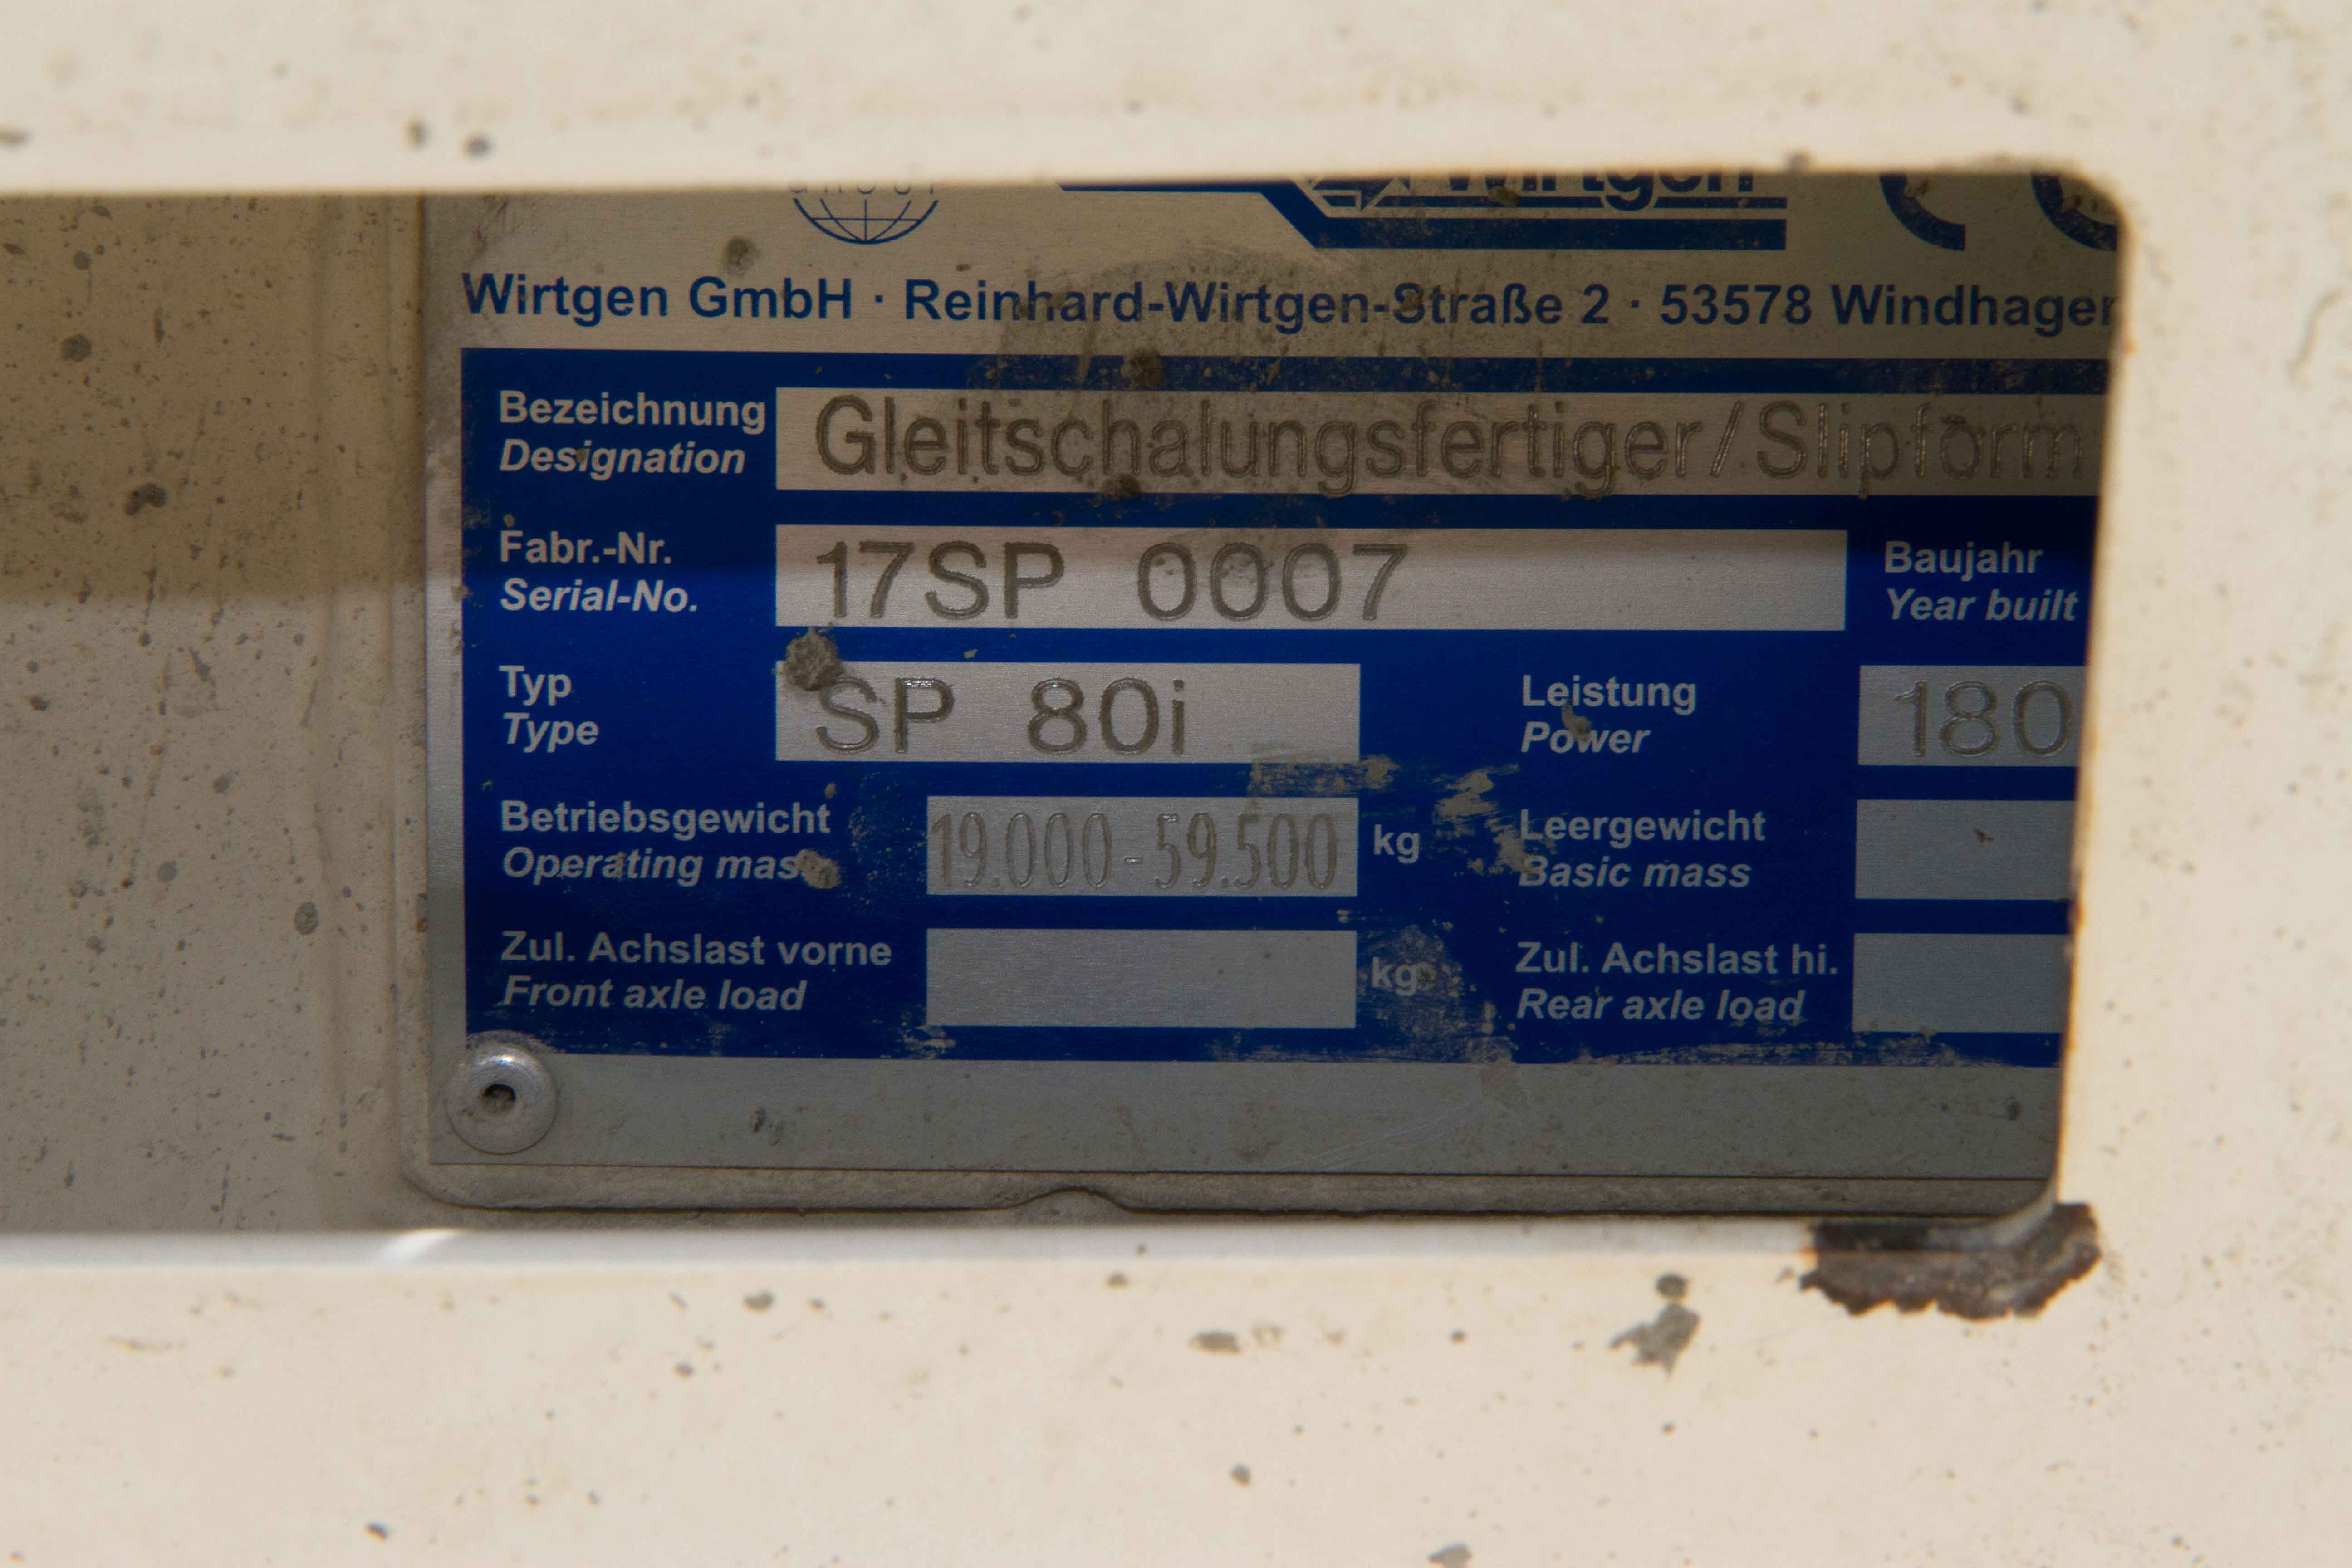 GROUP
Wirtgen
Wirtgen GmbH · Reinhard-Wirtgen-Straße 2 · 53578 Windhagen
Bezeichnung
Designation
Gleitschalungsfertiger/Slipform
Fabr.-Nr.
Serial-No.
17SP 0007
Baujahr
Year built
Typ
Type
SP 80i
Leistung
Power
180
Betriebsgewicht
Operating mass
19.000-59.500 kg
Leergewicht
Basic mass
Zul. Achslast vorne
Front axle load
kg
Zul. Achslast hi.
Rear axle load